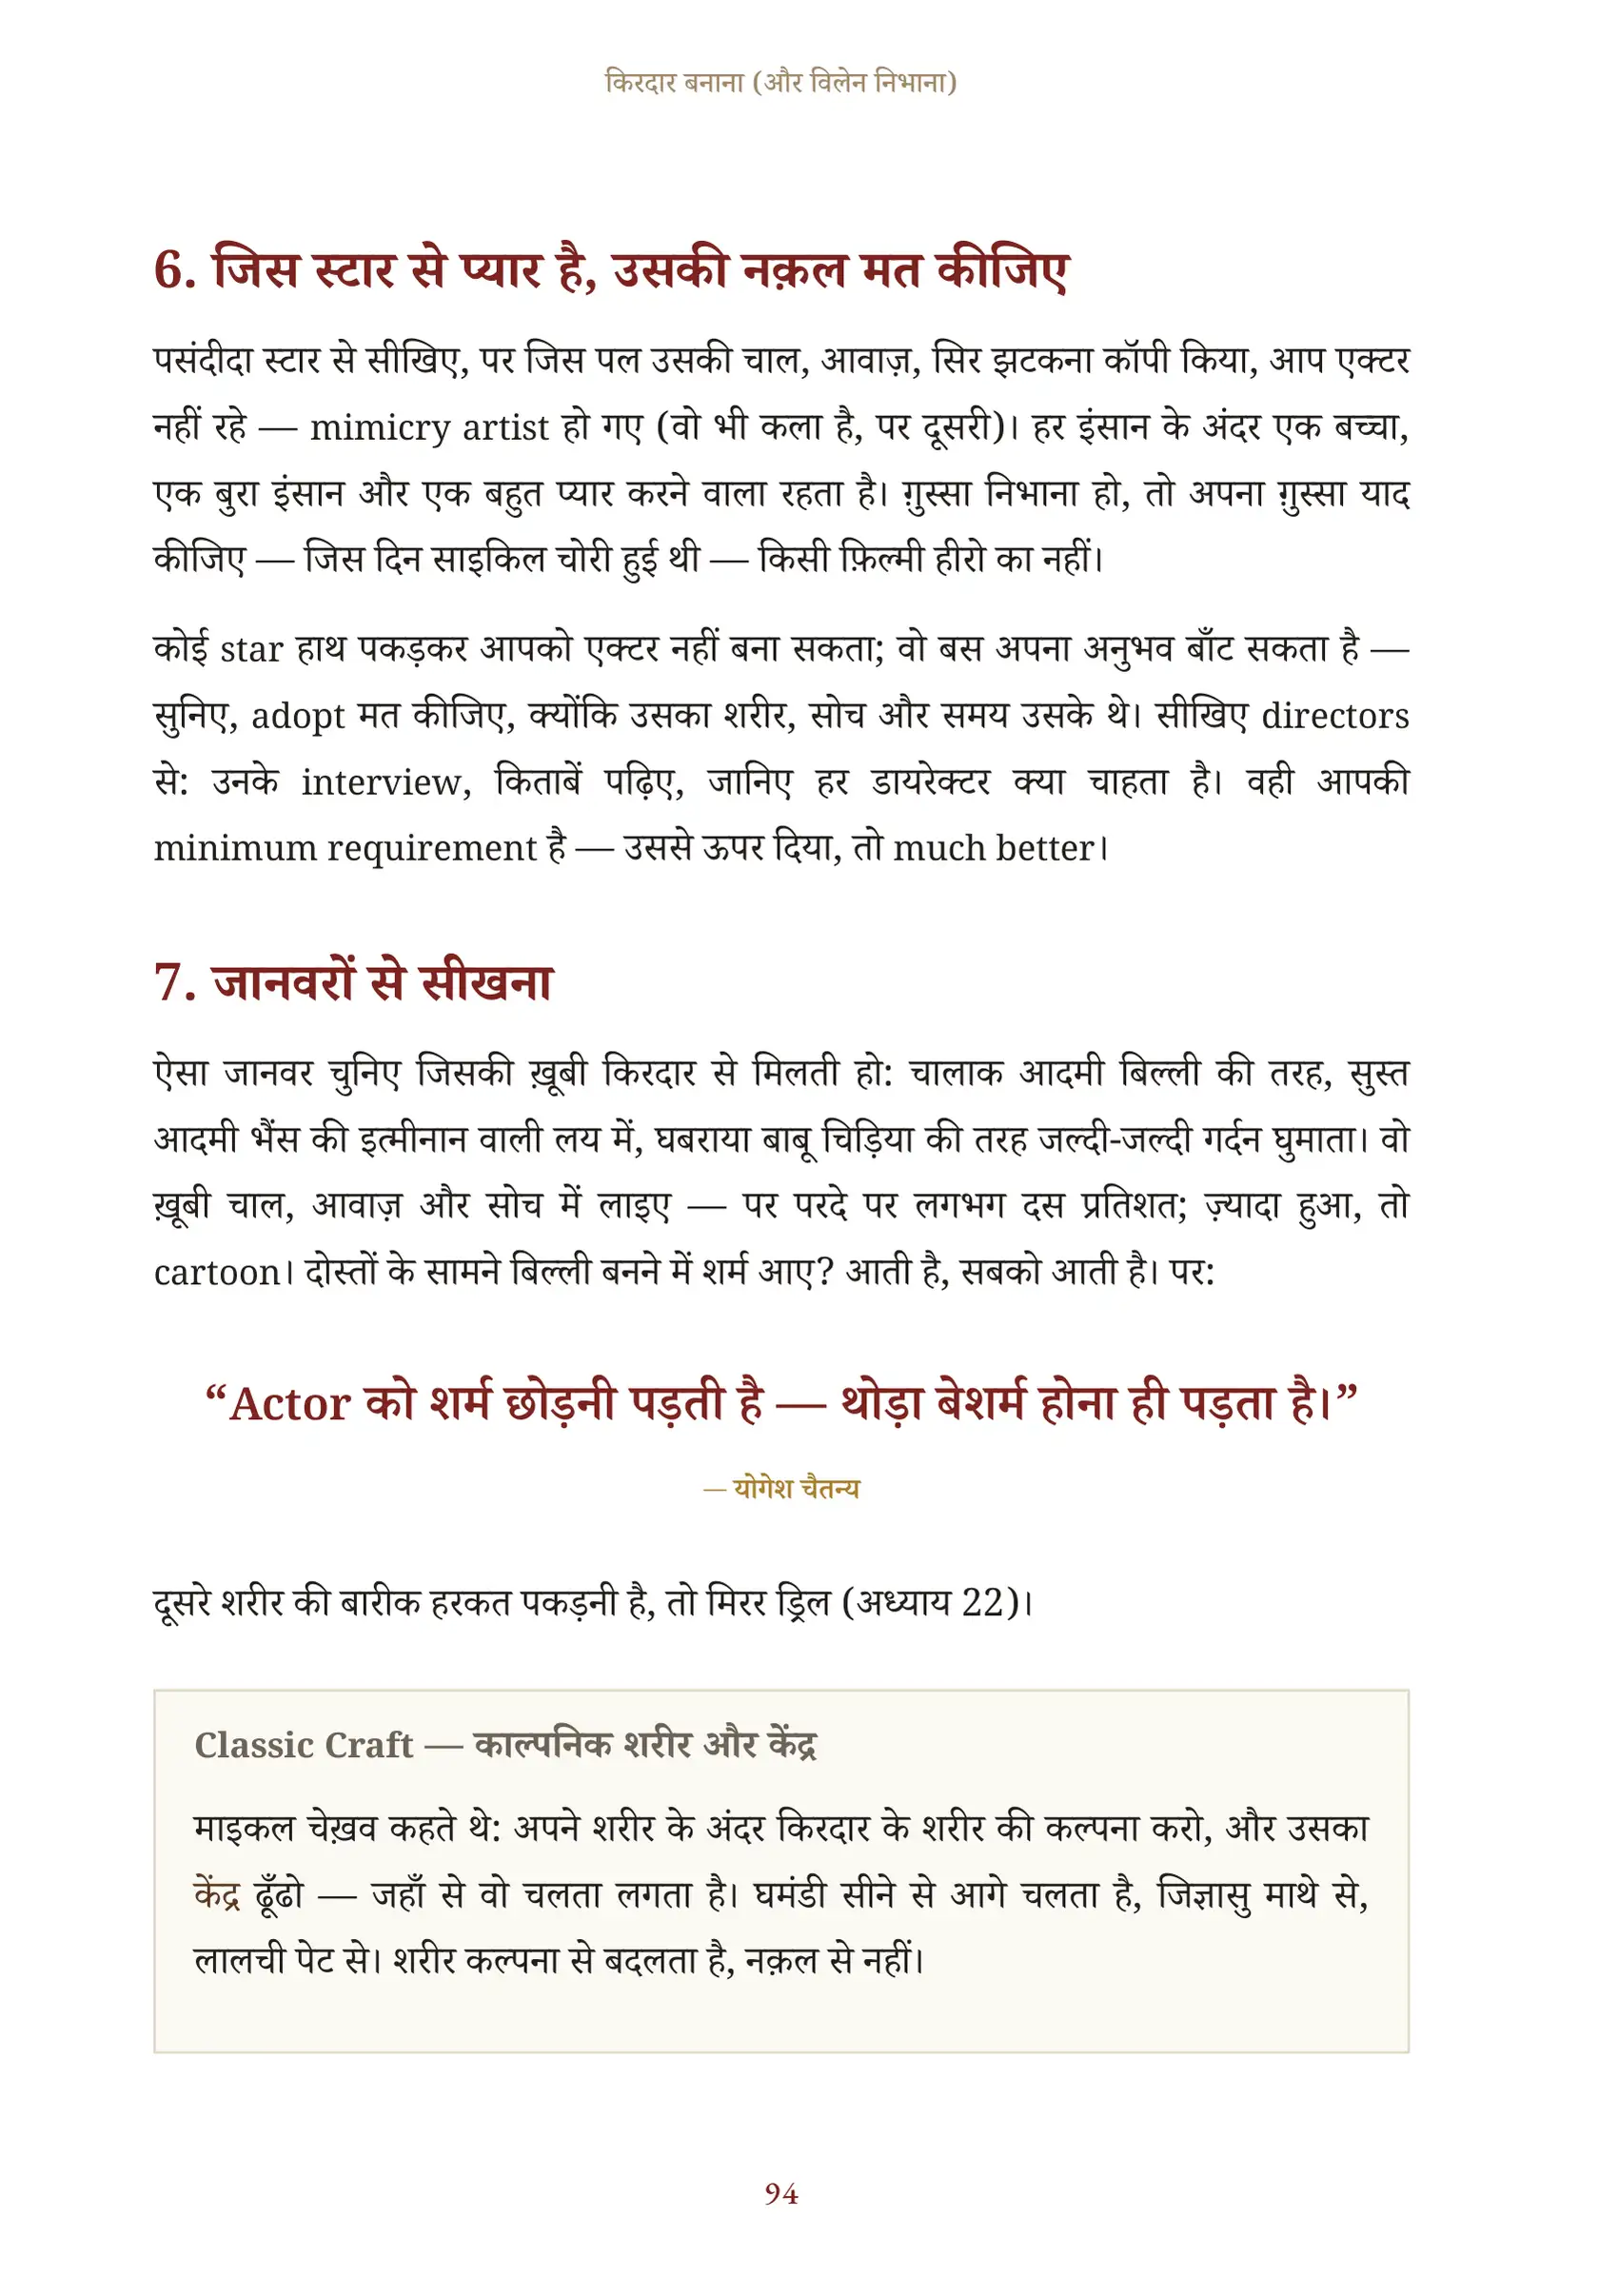 किरदार बनाना (और विलेन निभाना)
6. जिस स्टार से प्यार है, उसकी नक़ल मत कीजिए
पसंदीदा स्टार से सीखिए, पर जिस पल उसकी चाल, आवाज़, सिर झटकना कॉपी किया, आप एक्टर
नहीं रहे — mimicry artist हो गए (वो भी कला है, पर दूसरी)। हर इंसान के अंदर एक बच्चा,
एक बुरा इंसान और एक बहुत प्यार करने वाला रहता है। ग़ुस्सा निभाना हो, तो अपना ग़ुस्सा याद
कीजिए — जिस दिन साइकिल चोरी हुई थी — किसी फ़िल्मी हीरो का नहीं।
कोई star हाथ पकड़कर आपको एक्टर नहीं बना सकता; वो बस अपना अनुभव बाँट सकता है —
सुनिए, adopt मत कीजिए, क्योंकि उसका शरीर, सोच और समय उसके थे। सीखिए directors
से: उनके interview, किताबें पढ़िए, जानिए हर डायरेक्टर क्या चाहता है। वही आपकी
minimum requirement है — उससे ऊपर दिया, तो much better।
7. जानवरों से सीखना
ऐसा जानवर चुनिए जिसकी ख़ूबी किरदार से मिलती हो: चालाक आदमी बिल्ली की तरह, सुस्त
आदमी भैंस की इत्मीनान वाली लय में, घबराया बाबू चिड़िया की तरह जल्दी-जल्दी गर्दन घुमाता। वो
ख़ूबी चाल, आवाज़ और सोच में लाइए — पर परदे पर लगभग दस प्रतिशत; ज़्यादा हुआ, तो
cartoon। दोस्तों के सामने बिल्ली बनने में शर्म आए? आती है, सबको आती है। पर:
“Actor को शर्म छोड़नी पड़ती है — थोड़ा बेशर्म होना ही पड़ता है।”
— योगेश चैतन्य
दूसरे शरीर की बारीक हरकत पकड़नी है, तो मिरर ड्रिल (अध्याय 22)।
Classic Craft — काल्पनिक शरीर और केंद्र
माइकल चेख़व कहते थे: अपने शरीर के अंदर किरदार के शरीर की कल्पना करो, और उसका
केंद्र ढूँढो — जहाँ से वो चलता लगता है। घमंडी सीने से आगे चलता है, जिज्ञासु माथे से,
लालची पेट से। शरीर कल्पना से बदलता है, नक़ल से नहीं।
94